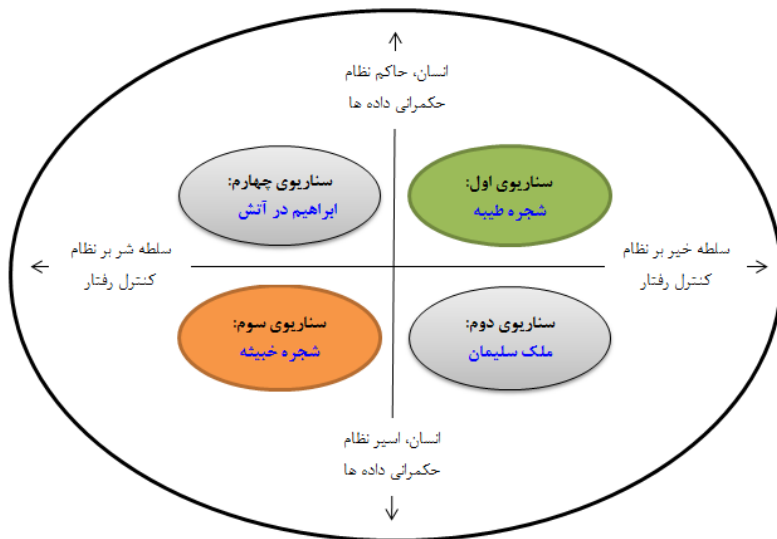 انسان، حاکم نظام
حکمرانی داده ها
سناریوی اول:
شجره طیبه
سناریوی چهارم:
ابراهیم در آتش
سلطه خیر بر نظام
کنترل رفتار
سلطه شر بر نظام
کنترل رفتار
سناریوی دوم:
ملک سلیمان
سناریوی سوم:
شجره خبیثه
انسان، اسیر نظام
حکمرانی داده ها